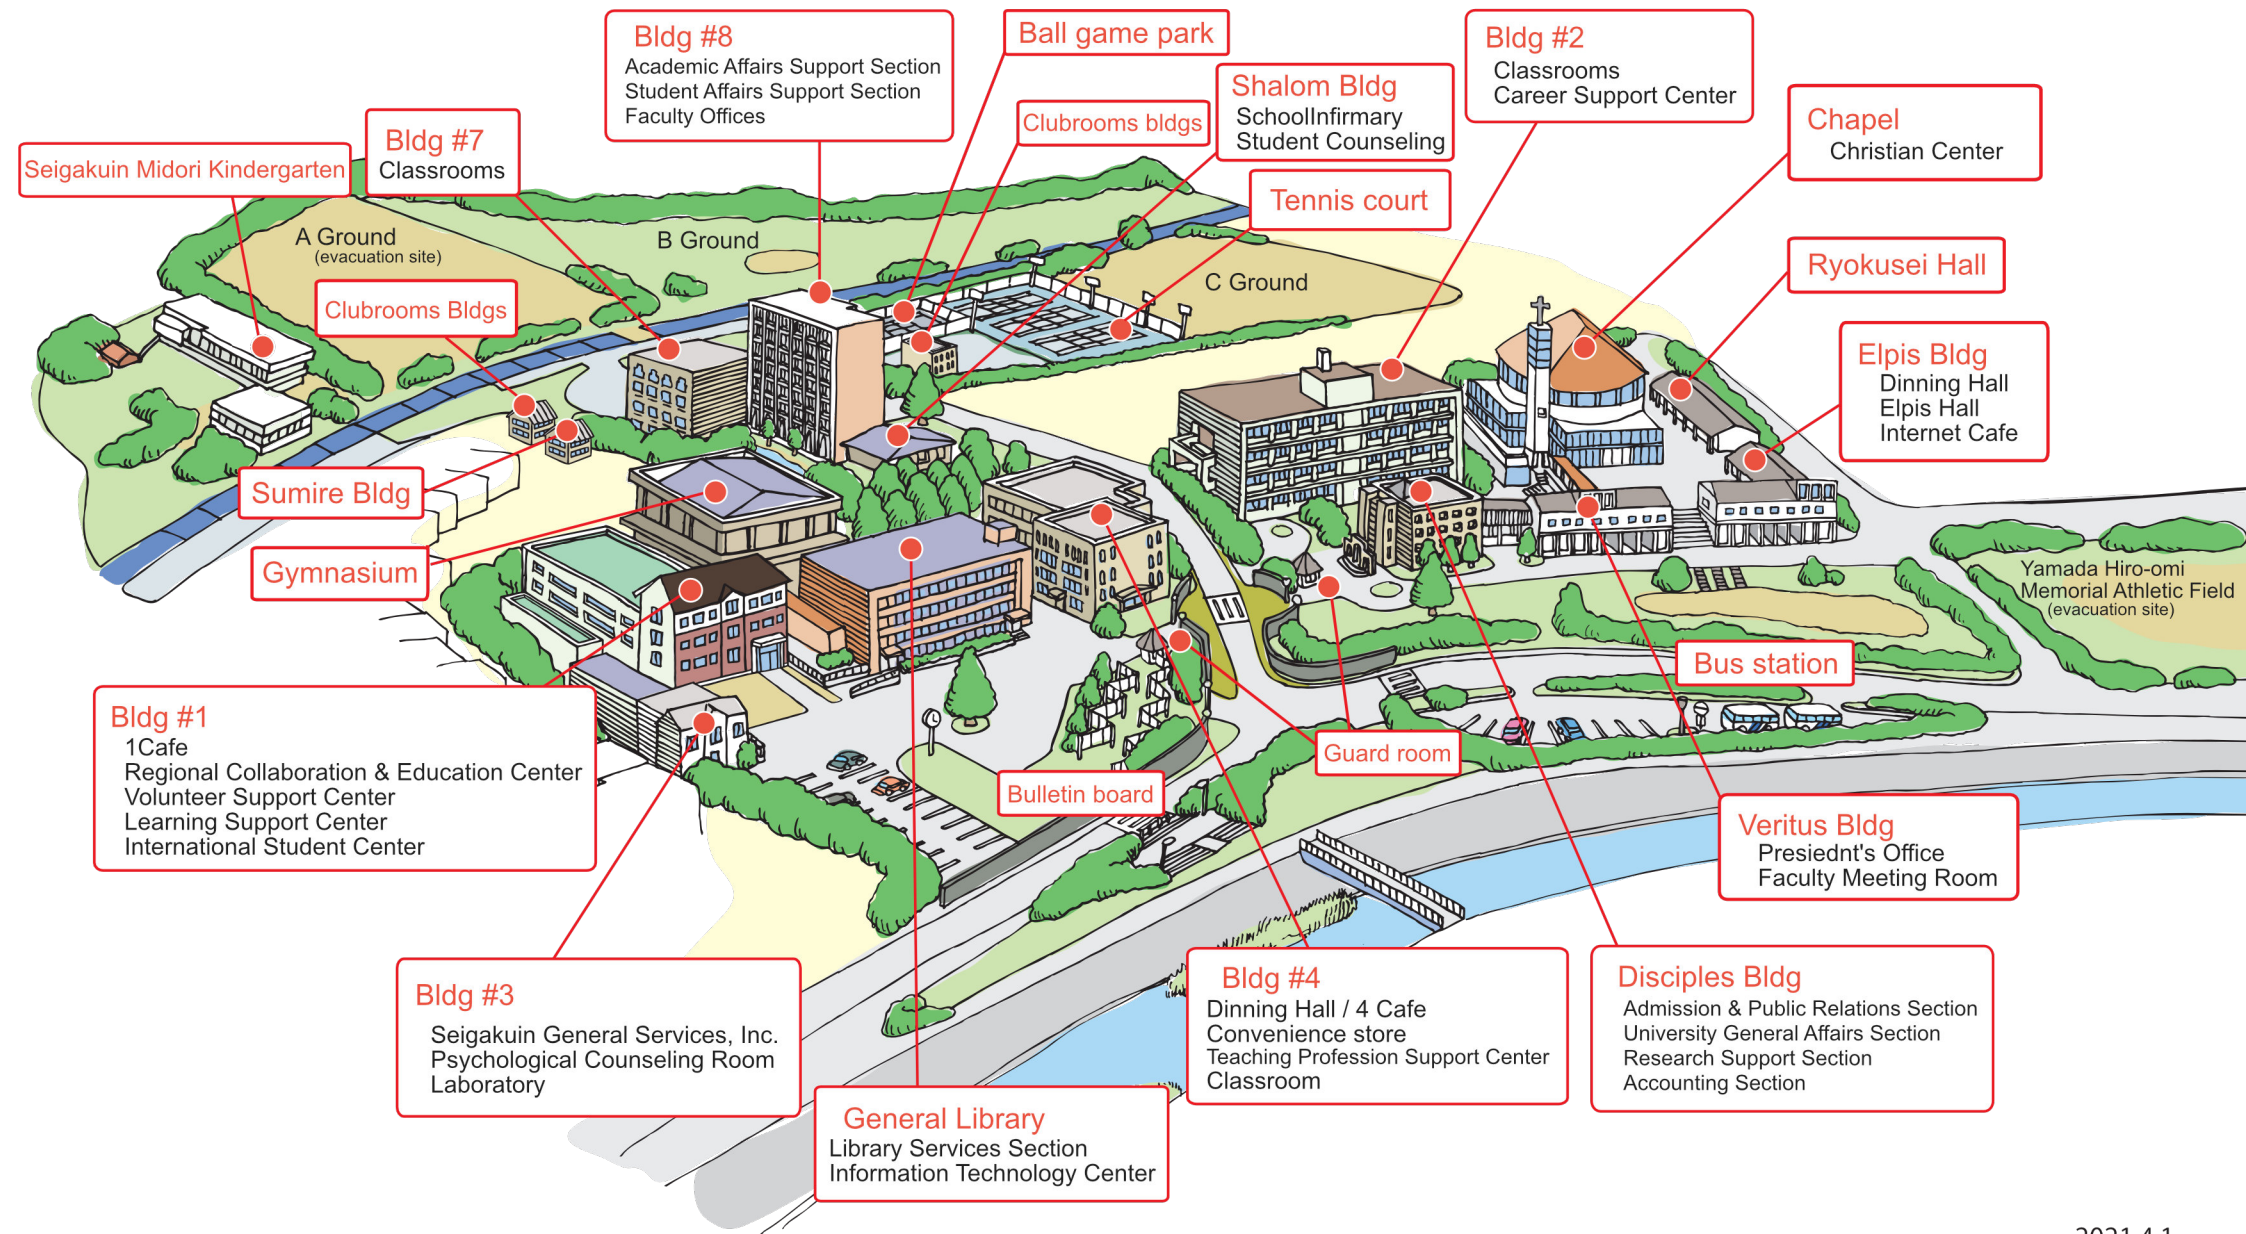 Bldg #8
Academic Affairs Support Section
Student Affairs Support Section
Faculty Offices
Ball game park
Bldg #2
Classrooms
Career Support Center
Shalom Bldg
SchoolInfirmary
Student Counseling
Clubrooms bldgs
Chapel
Christian Center
Bldg #7
Classrooms
Seigakuin Midori Kindergarten
Tennis court
A Ground
(evacuation site)
B Ground
C Ground
Ryokusei Hall
Clubrooms Bldgs
Elpis Bldg
Dinning Hall
Elpis Hall
Internet Cafe
Sumire Bldg
Gymnasium
Yamada Hiro-omi
Memorial Athletic Field
(evacuation site)
Bus station
Bldg #1
1Cafe
Regional Collaboration & Education Center
Volunteer Support Center
Learning Support Center
International Student Center
Guard room
Bulletin board
Veritus Bldg
Presiednt's Office
Faculty Meeting Room
Bldg #3
Seigakuin General Services, Inc.
Psychological Counseling Room
Laboratory
Bldg #4
Dinning Hall / 4 Cafe
Convenience store
Teaching Profession Support Center
Classroom
Disciples Bldg
Admission & Public Relations Section
University General Affairs Section
Research Support Section
Accounting Section
General Library
Library Services Section
Information Technology Center
2021.4.1